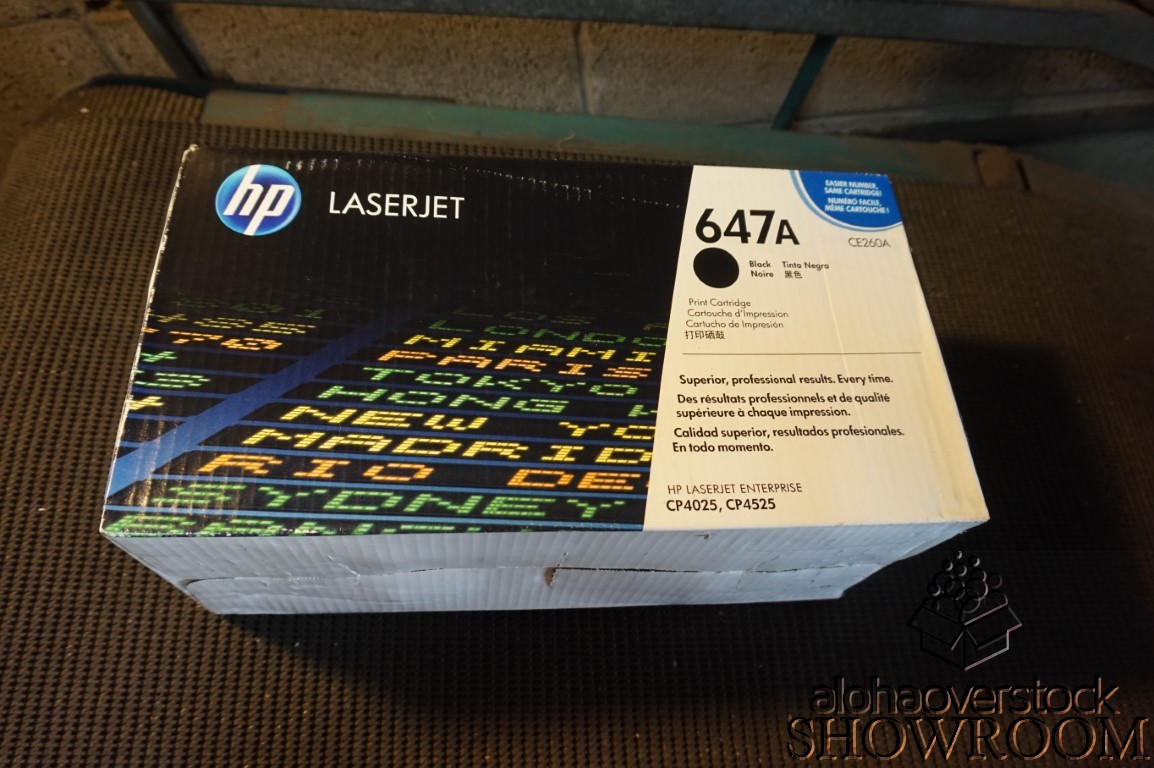 hp
LASERJET
647A
EASIER NUMBER,
SAME CARTRIDGE!
NUMÉRO FACILE,
MÊME CARTOUCHE!
CE260A
Black Tinta Negra
Noire 黑色
Print Cartridge
Cartouche d'impression
Cartucho de Impresión
打印硒鼓
Superior, professional results. Every time.
Des résultats professionnels et de qualité
supérieure à chaque impression.
Calidad superior, resultados profesionales.
En todo momento.
HP LASERJET ENTERPRISE
CP4025, CP4525
LONDO
MIAMI
PARIS
TOKYO
HONG
NEW YO
MADRID
RIO DE
SYDNEY
alohaoverstock
SHOWROOM